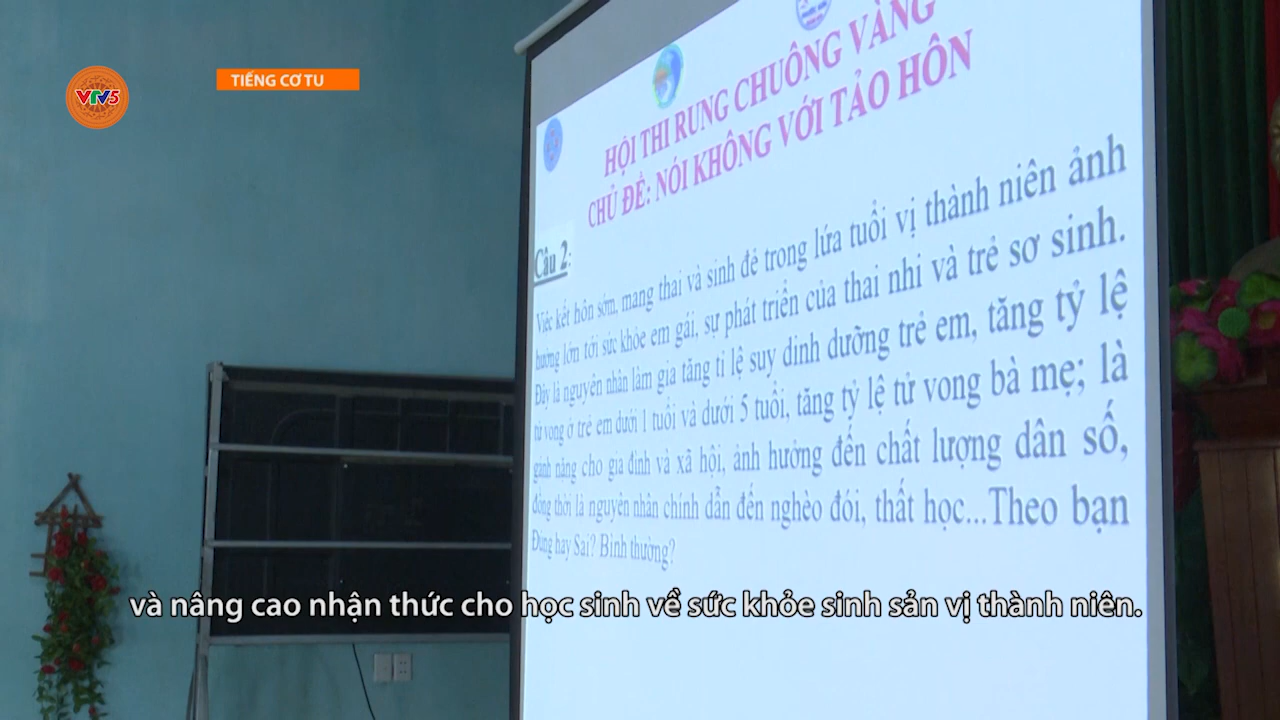 VTV5
TIẾNG CƠ TU
HỘI THI RUNG CHUÔNG VÀNG
CHỦ ĐỀ: NÓI KHÔNG VỚI TẢO HÔN
Câu 2:
Việc kết hôn sớm, mang thai và sinh đẻ trong lứa tuổi vị thành niên ảnh
hưởng lớn tới sức khỏe em gái, sự phát triển của thai nhi và trẻ sơ sinh.
Đây là nguyên nhân làm gia tăng tỉ lệ suy dinh dưỡng trẻ em, tăng tỷ lệ
tử vong ở trẻ em dưới 1 tuổi và dưới 5 tuổi, tăng tỷ lệ tử vong bà mẹ; là
gánh nặng cho gia đình và xã hội, ảnh hưởng đến chất lượng dân số,
đồng thời là nguyên nhân chính dẫn đến nghèo đói, thất học...Theo bạn
Đúng hay Sai? Bình thường?
và nâng cao nhận thức cho học sinh về sức khỏe sinh sản vị thành niên.